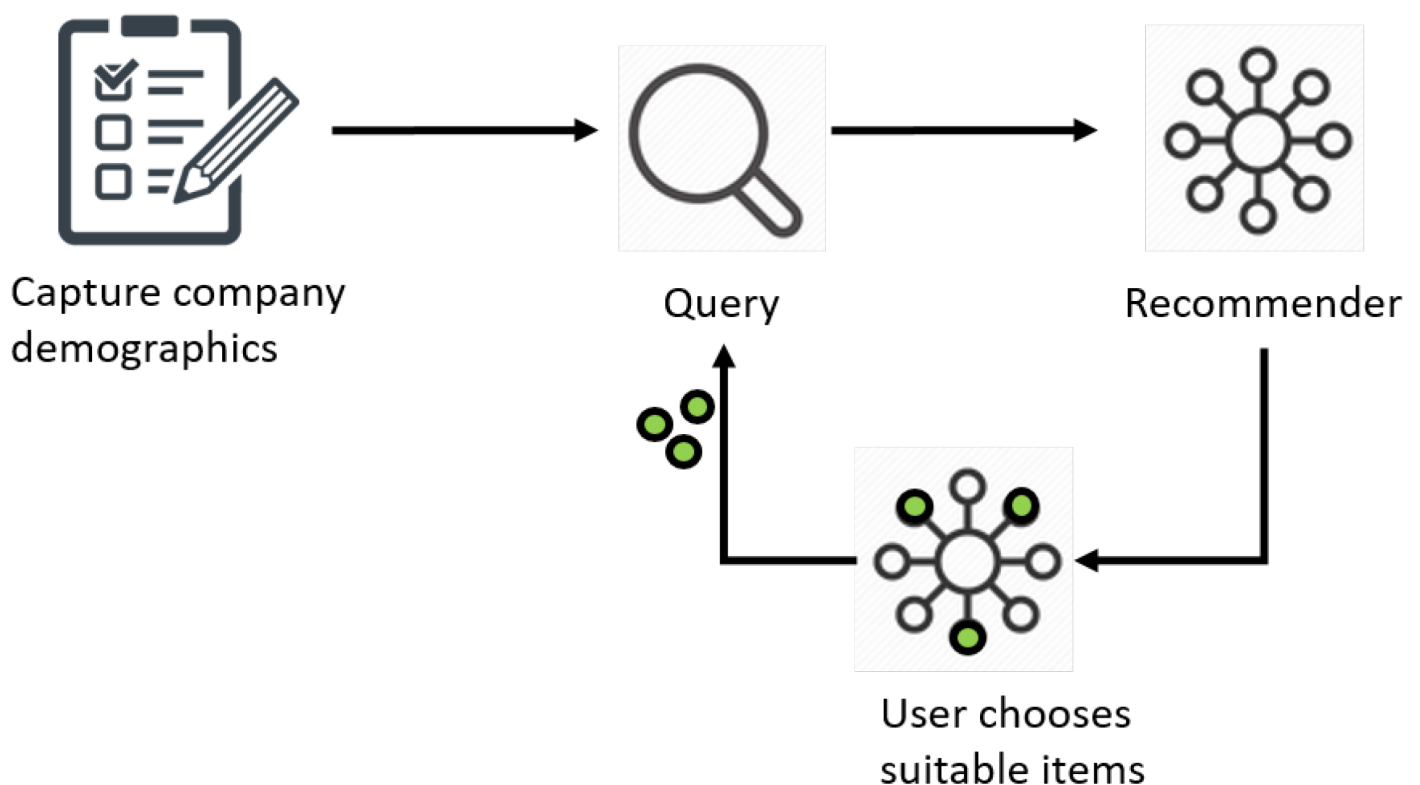 Capture company
demographics
Query
Recommender
User chooses
suitable items